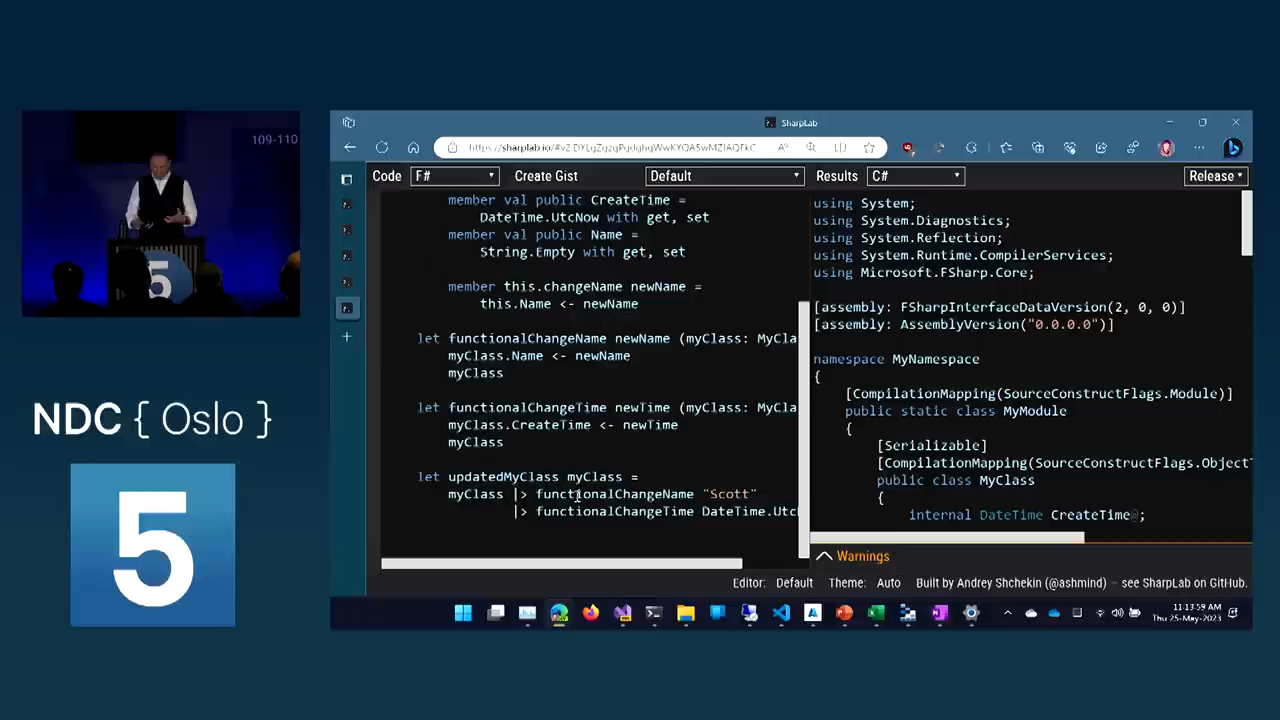 109-110
NDC { Oslo }
5
5
SharpLab
Code F# Create Gist Default Results C# Release
member val public CreateTime =
DateTime.UtcNow with get, set
member val public Name =
String.Empty with get, set
member this.changeName newName =
this.Name <- newName
let functionalChangeName newName (myClass: MyCla
myClass.Name <- newName
myClass
let functionalChangeTime newTime (myClass: MyCla
myClass.CreateTime <- newTime
myClass
let updatedMyClass myClass =
myClass |> functionalChangeName "Scott"
|> functionalChangeTime DateTime.Utc
using System;
using System.Diagnostics;
using System.Reflection;
using System.Runtime.CompilerServices;
using Microsoft.FSharp.Core;
[assembly: FSharpInterfaceDataVersion(2, 0, 0)]
[assembly: AssemblyVersion("0.0.0.0")]
namespace MyNamespace
{
[CompilationMapping(SourceConstructFlags.Module)]
public static class MyModule
{
[Serializable]
[CompilationMapping(SourceConstructFlags.Object
public class MyClass
{
internal DateTime CreateTime@;
Warnings
Editor: Default Theme: Auto Built by Andrey Shchekin (@ashmind) — see SharpLab on GitHub.
11:13:59 AM
Thu 25-May-2023